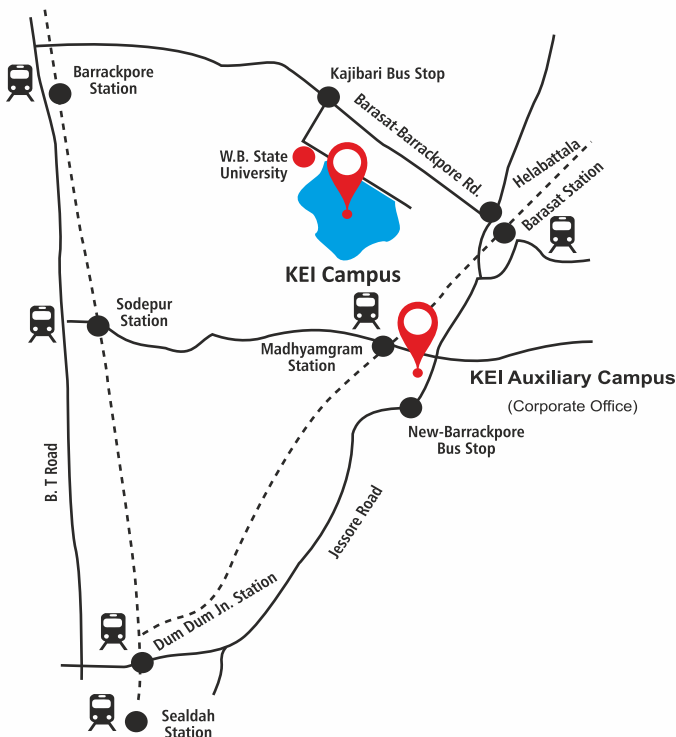 Barrackpore
Station
Kajibari Bus Stop
Barasat-Barrackpore Rd.
W.B. State
University
Helabattala
Barasat Station
KEI Campus
Sodepur
Station
Madhyamgram
Station
KEI Auxiliary Campus
(Corporate Office)
New-Barrackpore
Bus Stop
B. T Road
Jessore Road
Dum Dum Jn. Station
Sealdah
Station